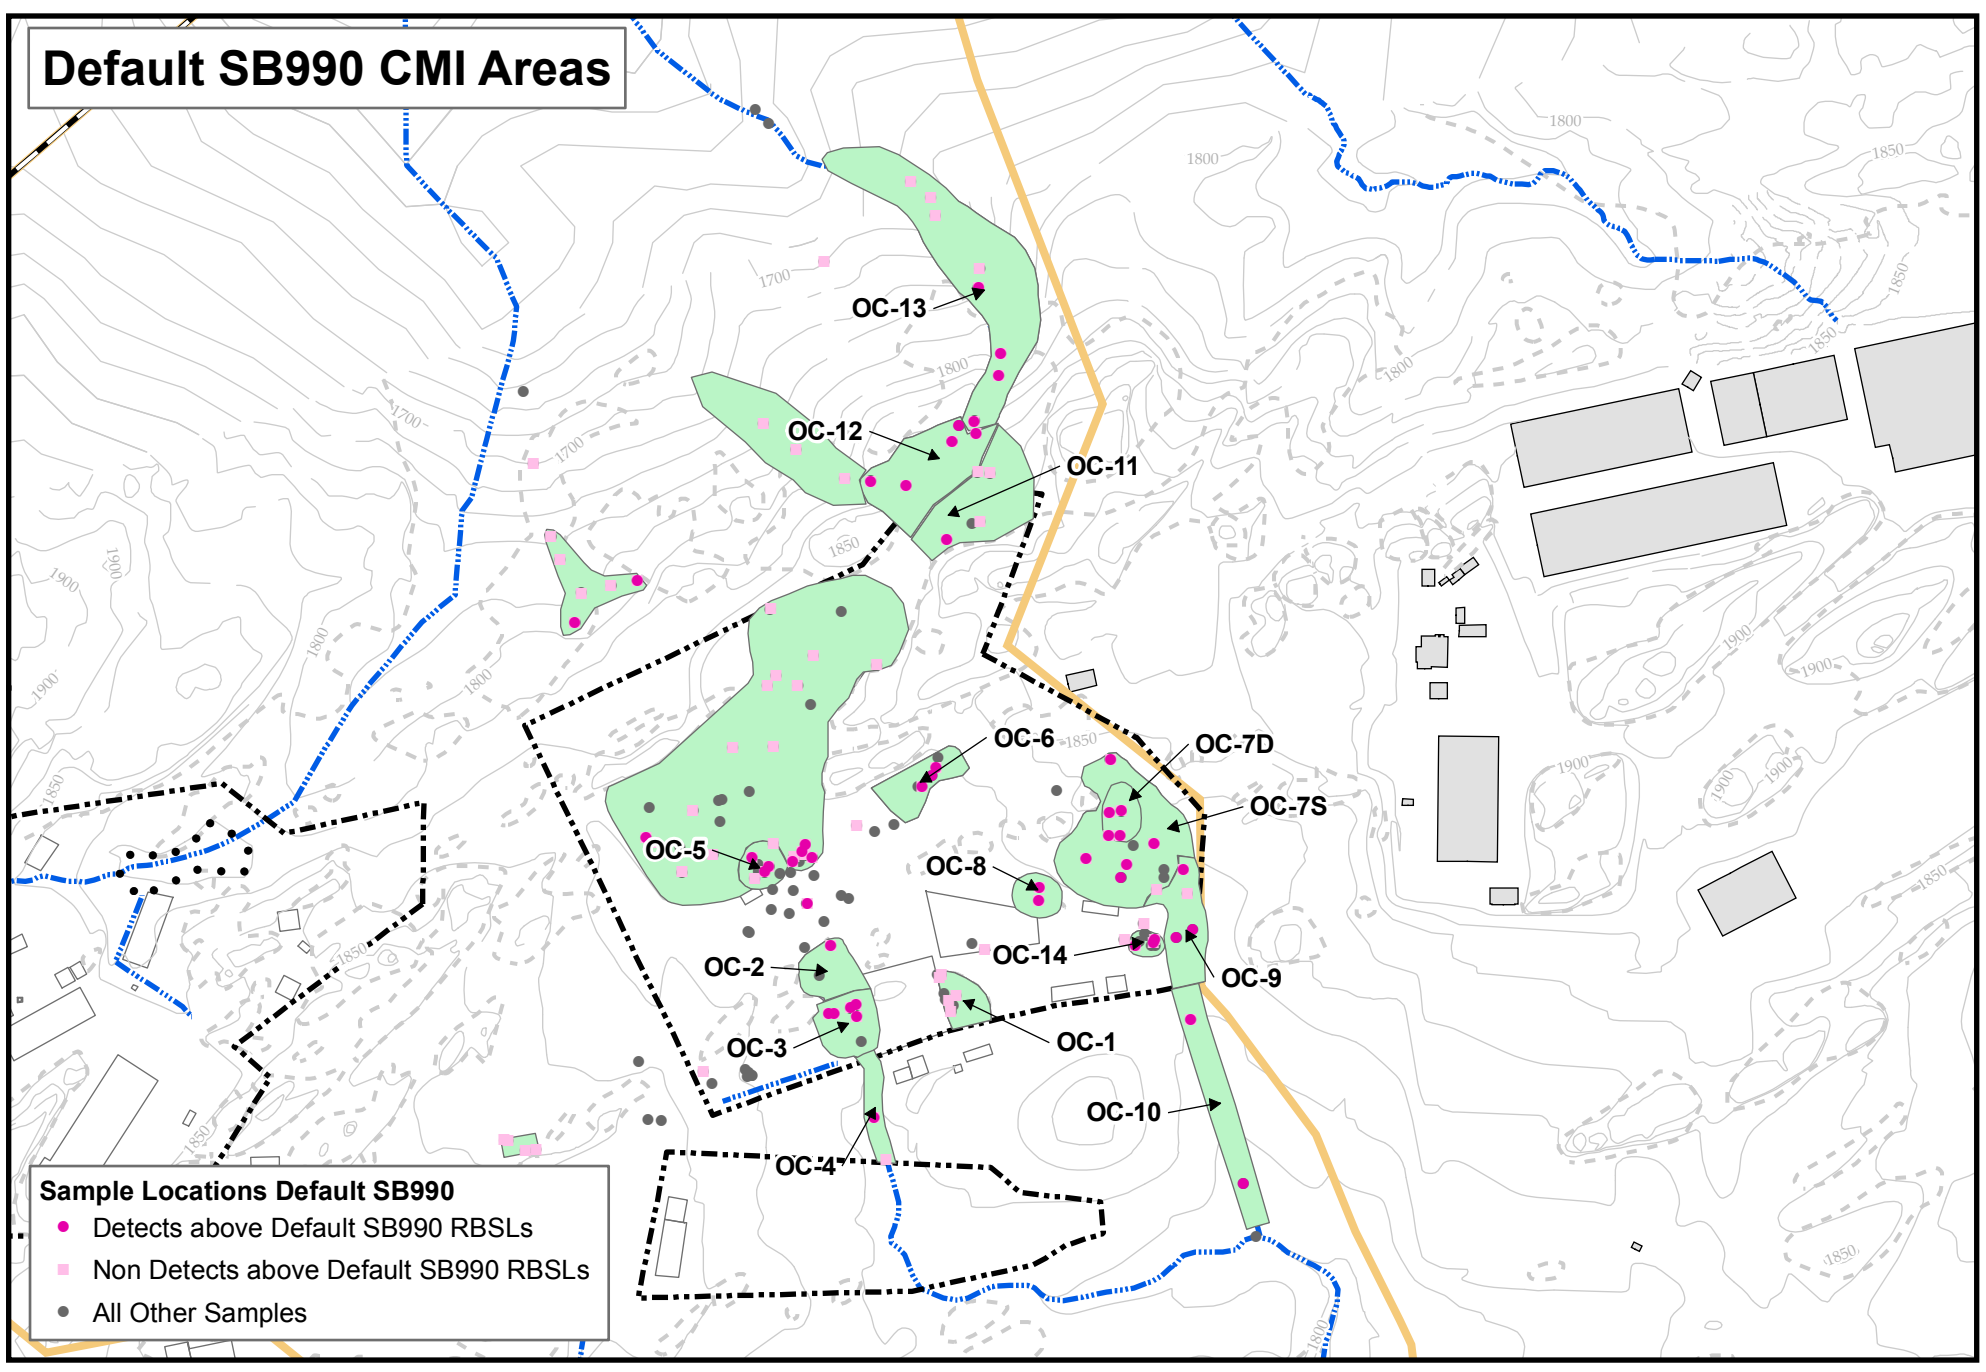 Default SB990 CMI Areas
1800
1800
1850
1700
1850
OC-13
1850
1800
1800
1700
OC-12
1700
OC-11
1850
1900
1900
1800
1900
1900
1900
1800
OC-6
1850
OC-7D
1900
1900
1900
1850
OC-7S
OC-5
OC-8
1850
1850
OC-14
OC-2
OC-9
OC-3
OC-1
OC-10
1850
OC-4
Sample Locations Default SB990
Detects above Default SB990 RBSLs
1850
Non Detects above Default SB990 RBSLs
All Other Samples
1800